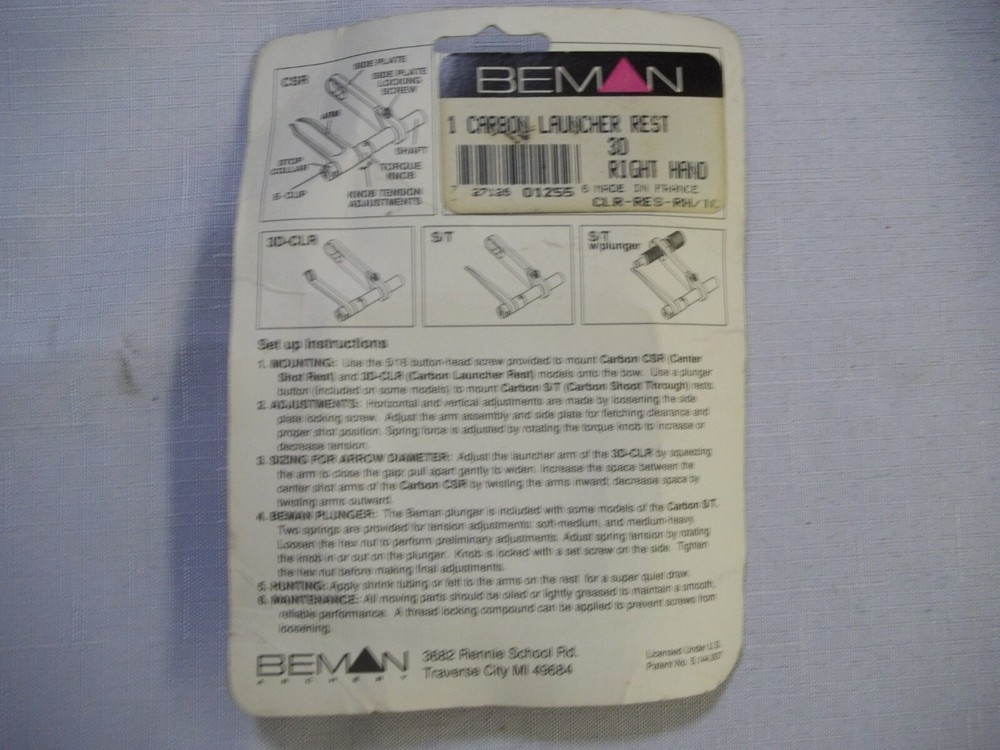 CSR
SIDE PLATE
SIDE PLATE
LOCKING
SCREW
ARM
SHAFT
STOP
COLLAR
TORQUE
KNOB
E-CLIP
KNOB TENSION
ADJUSTMENTS
BEMAN
1 CARBON LAUNCHER REST
3D
RIGHT HAND
7 27126 01255 6 MADE IN FRANCE
CLR-RES-RH/1C
3D-CLR
S/T
S/T
w/plunger
Set up Instructions
1. MOUNTING: Use the 5/16 button-head screw provided to mount Carbon CSR (Center
Shot Rest) and 3D-CLR (Carbon Launcher Rest) models onto the bow. Use a plunger
button (included on some models) to mount Carbon S/T (Carbon Shoot Through) rests.
2. ADJUSTMENTS: Horizontal and vertical adjustments are made by loosening the side
plate locking screw. Adjust the arm assembly and side plate for fletching clearance and
proper shot position. Spring force is adjusted by rotating the torque knob to increase or
decrease tension.
3. SIZING FOR ARROW DIAMETER: Adjust the launcher arm of the 3D-CLR by squeezing
the arm to close the gap; pull apart gently to widen. Increase the space between the
center shot arms of the Carbon CSR by twisting the arms inward; decrease space by
twisting arms outward.
4. BEMAN PLUNGER: The Beman plunger is included with some models of the Carbon S/T.
Two springs are provided for tension adjustments: soft-medium, and medium-heavy.
Loosen the hex nut to perform preliminary adjustments. Adjust spring tension by rotating
the knob in or out on the plunger. Knob is locked with a set screw on the side. Tighten
the hex nut before making final adjustments.
5. HUNTING: Apply shrink tubing or felt to the arms on the rest for a super quiet draw.
6. MAINTENANCE: All moving parts should be oiled or lightly greased to maintain a smooth,
reliable performance. A thread locking compound can be applied to prevent screws from
loosening.
BEMAN
ARCHERY
3682 Rennie School Rd.
Traverse City MI 49684
Licensed Under U.S.
Patent No.